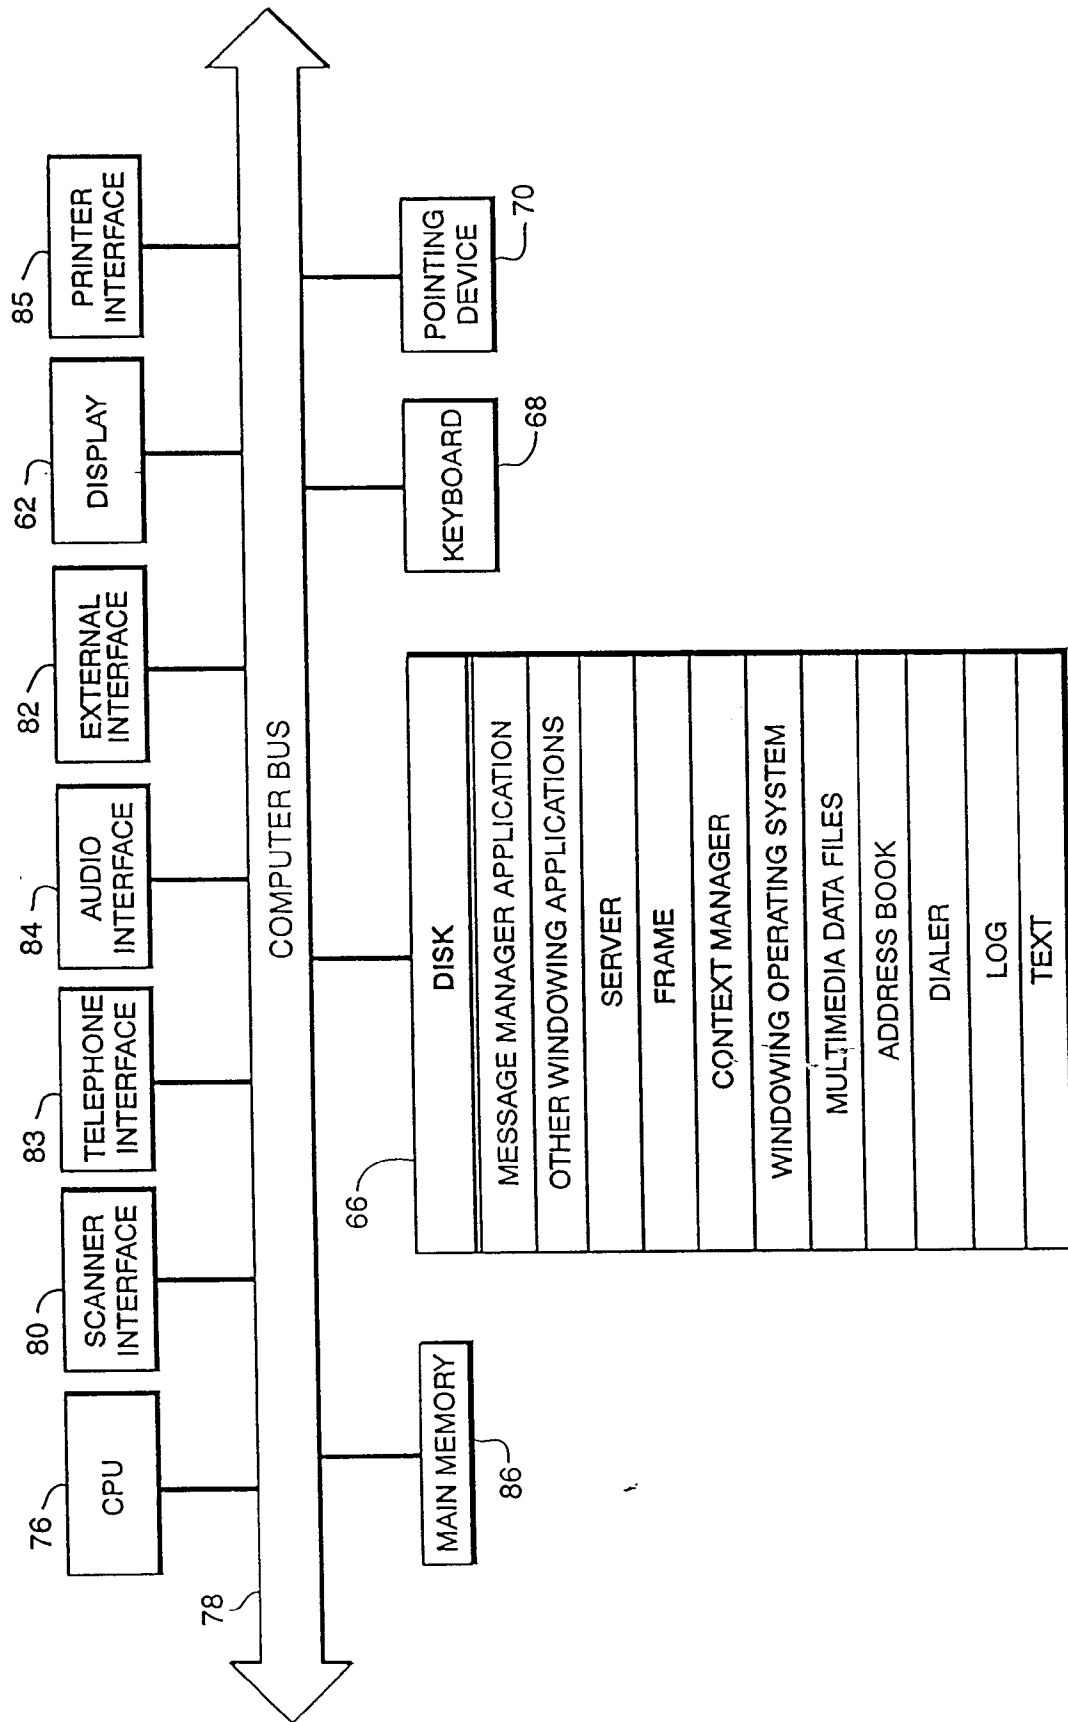 76
CPU
80
SCANNER
INTERFACE
83
TELEPHONE
INTERFACE
84
AUDIO
INTERFACE
82
EXTERNAL
INTERFACE
62
DISPLAY
85
PRINTER
INTERFACE
78
COMPUTER BUS
MAIN MEMORY
86
66
DISK
MESSAGE MANAGER APPLICATION
OTHER WINDOWING APPLICATIONS
SERVER
FRAME
CONTEXT MANAGER
WINDOWING OPERATING SYSTEM
MULTIMEDIA DATA FILES
ADDRESS BOOK
DIALER
LOG
TEXT
KEYBOARD
68
POINTING
DEVICE
70